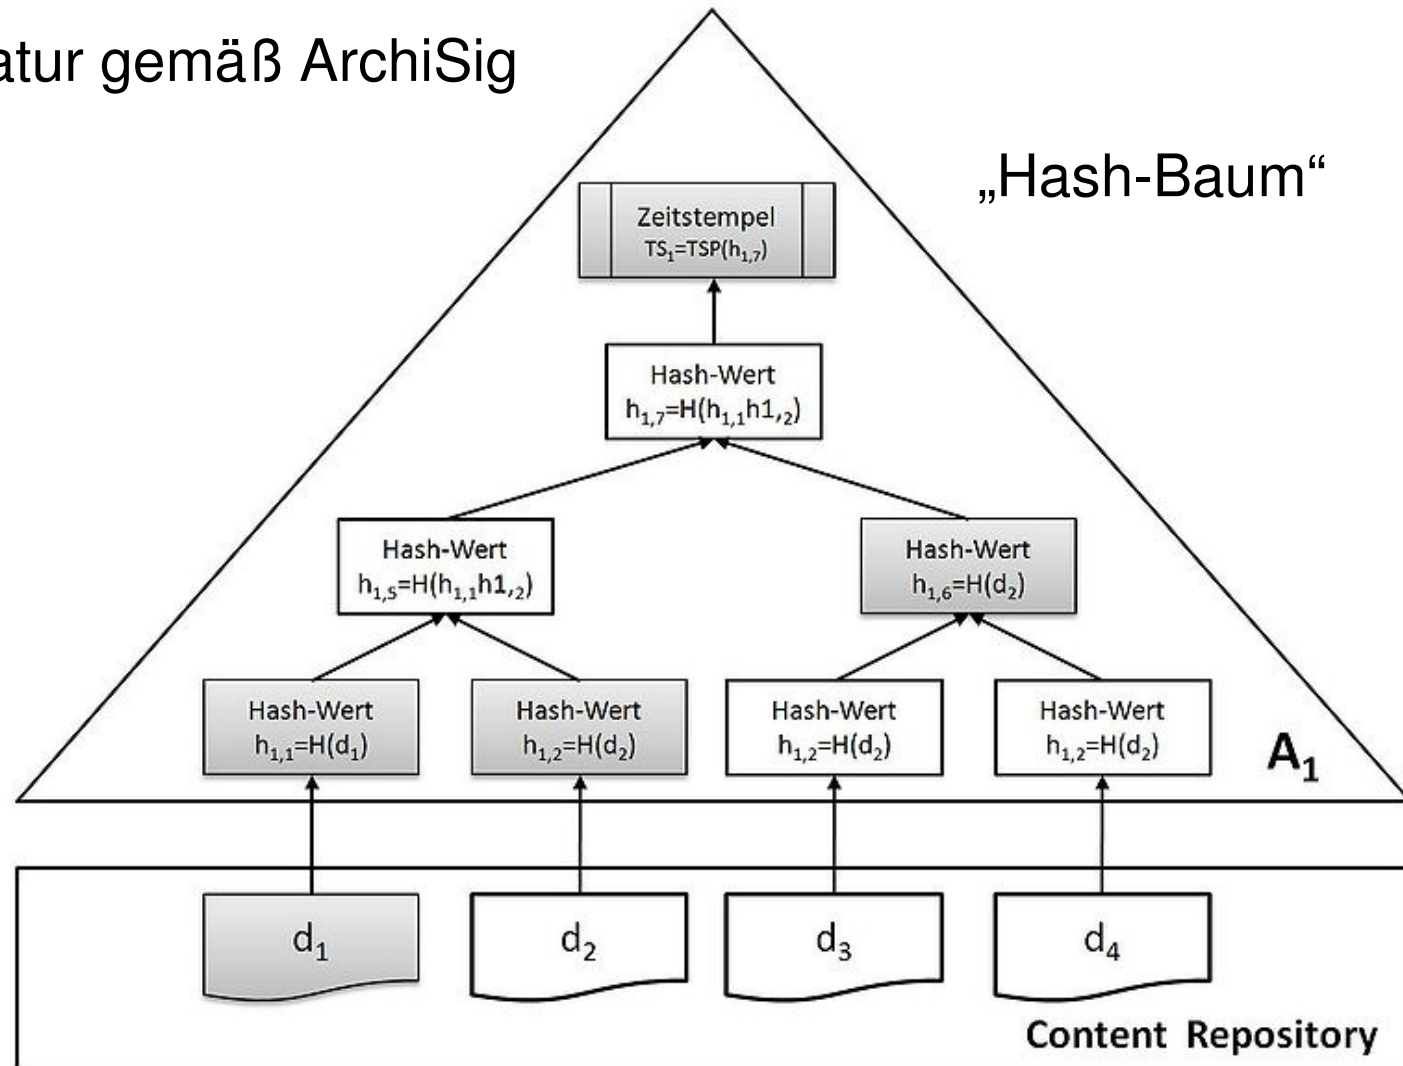 atur gemäß ArchiSig
„Hash-Baum“
Zeitstempel
TS₁=TSP(h₁,₇)
Hash-Wert
h₁,₇=H(h₁,₁h1,₂)
Hash-Wert
h₁,₅=H(h₁,₁h1,₂)
Hash-Wert
h₁,₆=H(d₂)
Hash-Wert
h₁,₁=H(d₁)
Hash-Wert
h₁,₂=H(d₂)
Hash-Wert
h₁,₂=H(d₂)
Hash-Wert
h₁,₂=H(d₂)
A₁
d₁
d₂
d₃
d₄
Content Repository